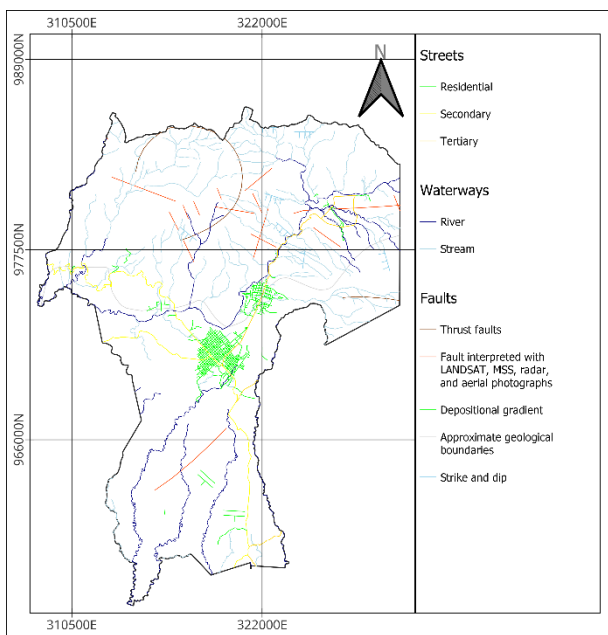 310500E 322000E
989000N
977500N
966000N
N
310500E 322000E
Streets
Residential
Secondary
Tertiary
Waterways
River
Stream
Faults
Thrust faults
Fault interpreted with
LANDSAT, MSS, radar,
and aerial photographs
Depositional gradient
Approximate geological
boundaries
Strike and dip